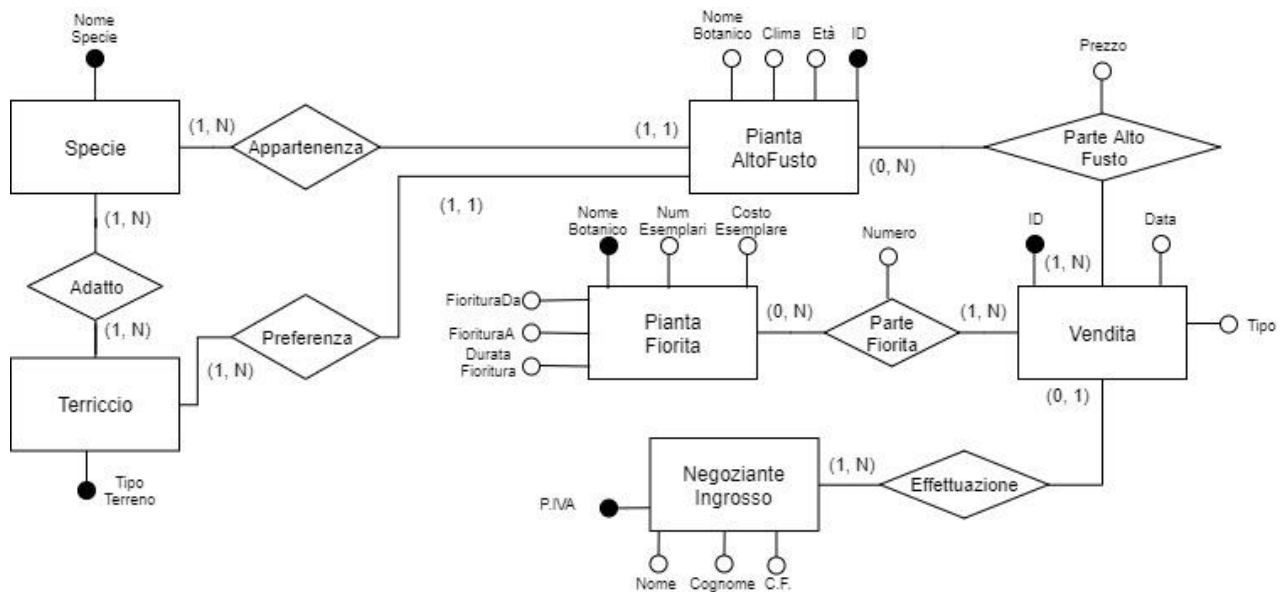 Nome
Specie
Nome
Botanico
Clima
Età
ID
Prezzo
(1, N)
(1, 1)
Specie
Appartenenza
Pianta
AltoFusto
Parte Alto
Fusto
(0, N)
(1, N)
(1, 1)
Nome
Botanico
Num
Esemplari
Costo
Esemplare
Numero
ID
Data
(1, N)
Adatto
FiorituraDa
(0, N)
(1, N)
Pianta
Fiorita
Parte
Fiorita
Vendita
Tipo
(1, N)
Preferenza
FiorituraA
Durata
Fioritura
(1, N)
(0, 1)
Terriccio
(1, N)
Negoziante
Ingrosso
Effettuazione
Tipo
Terreno
P.IVA
Nome
Cognome
C.F.